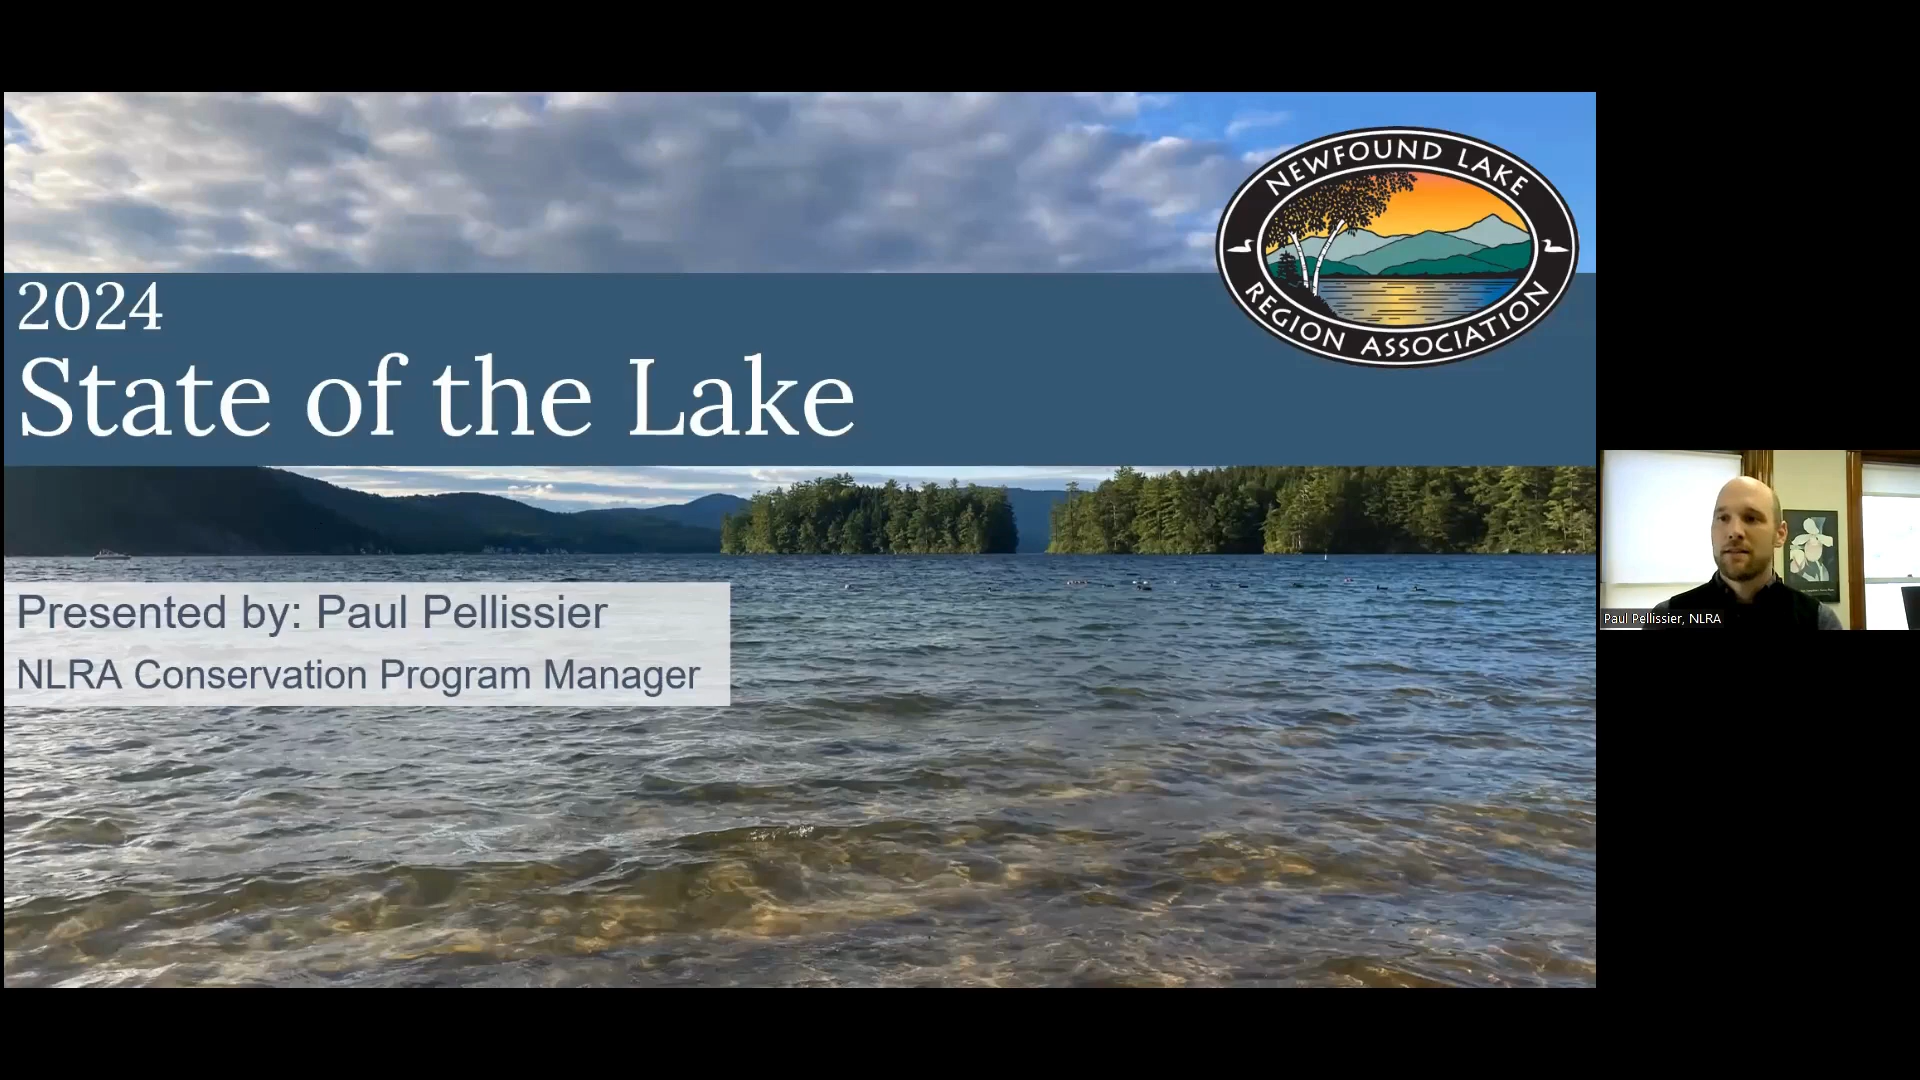 NEWFOUND LAKE
REGION ASSOCIATION
2024
State of the Lake
Presented by: Paul Pellissier
NLRA Conservation Program Manager
Paul Pellissier, NLRA